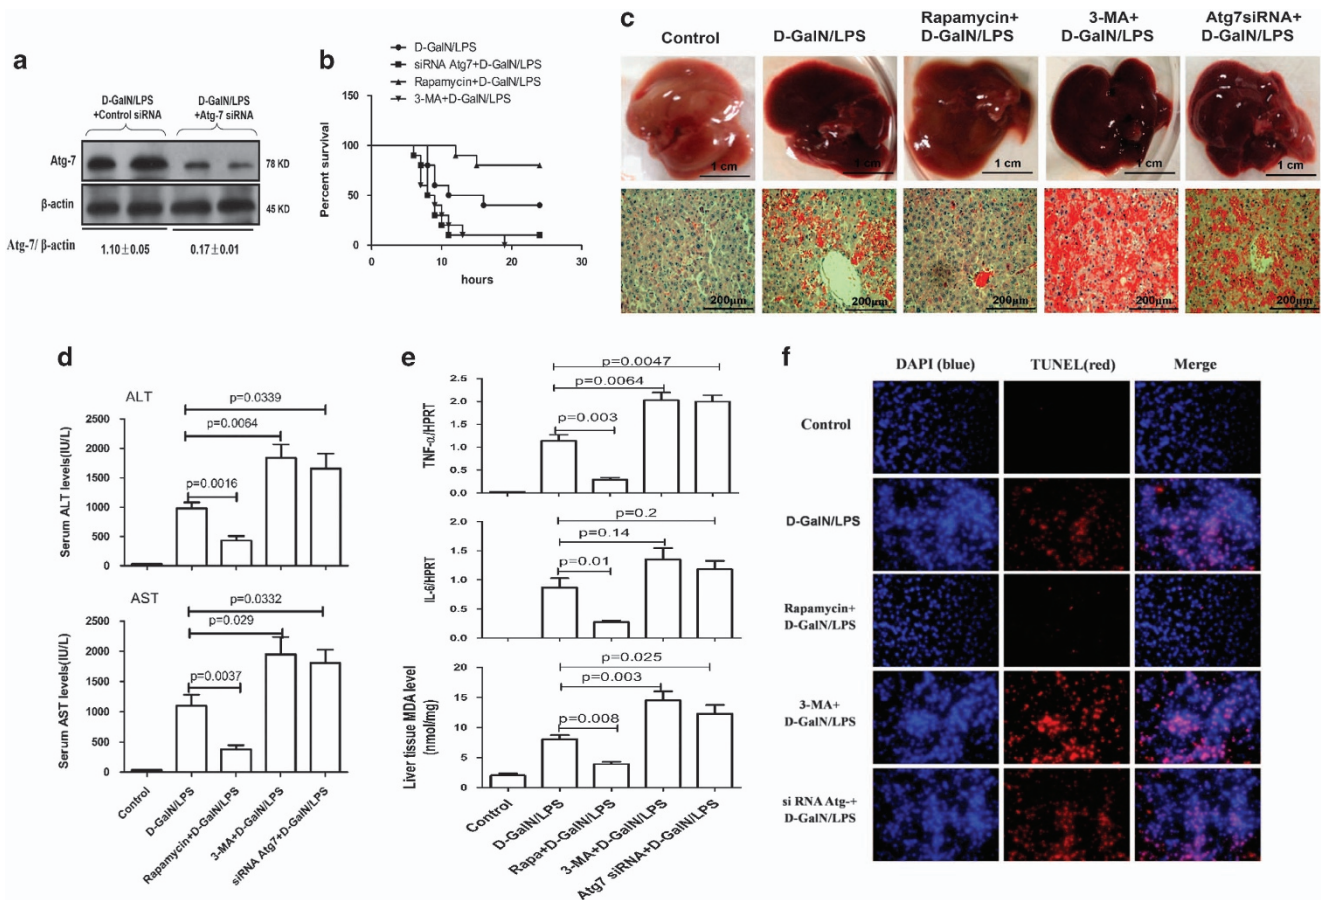 a
D-GalN/LPS
+Control siRNA
D-GalN/LPS
+Atg-7 siRNA
Atg-7
78 KD
β-actin
45 KD
Atg-7/ β-actin
1.10±0.05
0.17±0.01
b
D-GalN/LPS
siRNA Atg7+D-GalN/LPS
Rapamycin+D-GalN/LPS
3-MA+D-GalN/LPS
Percent survival
150
100
50
0
0
10
20
30
hours
c
Control
D-GalN/LPS
Rapamycin+
D-GalN/LPS
3-MA+
D-GalN/LPS
Atg7siRNA+
D-GalN/LPS
1 cm
1 cm
1 cm
1 cm
1 cm
200μm
200μm
200μm
200μm
200μm
d
ALT
Serum ALT levels(IU/L)
2500
2000
1500
1000
500
0
p=0.0339
p=0.0064
p=0.0016
AST
Serum AST levels(IU/L)
2500
2000
1500
1000
500
0
p=0.0332
p=0.029
p=0.0037
Control
D-GalN/LPS
Rapamycin+D-GalN/LPS
3-MA+D-GalN/LPS
siRNA Atg7+D-GalN/LPS
e
TNF-α/HPRT
2.5
2.0
1.5
1.0
0.5
0.0
p=0.0047
p=0.0064
p=0.003
IL-6/HPRT
2.0
1.5
1.0
0.5
0.0
p=0.2
p=0.14
p=0.01
Liver tissue MDA level
(nmol/mg)
20
15
10
5
0
p=0.025
p=0.003
p=0.008
Control
D-GalN/LPS
Rapa+D-GalN/LPS
3-MA+D-GalN/LPS
Atg7 siRNA+D-GalN/LPS
f
DAPI (blue)
TUNEL(red)
Merge
Control
D-GalN/LPS
Rapamycin+
D-GalN/LPS
3-MA+
D-GalN/LPS
si RNA Atg-+
D-GalN/LPS